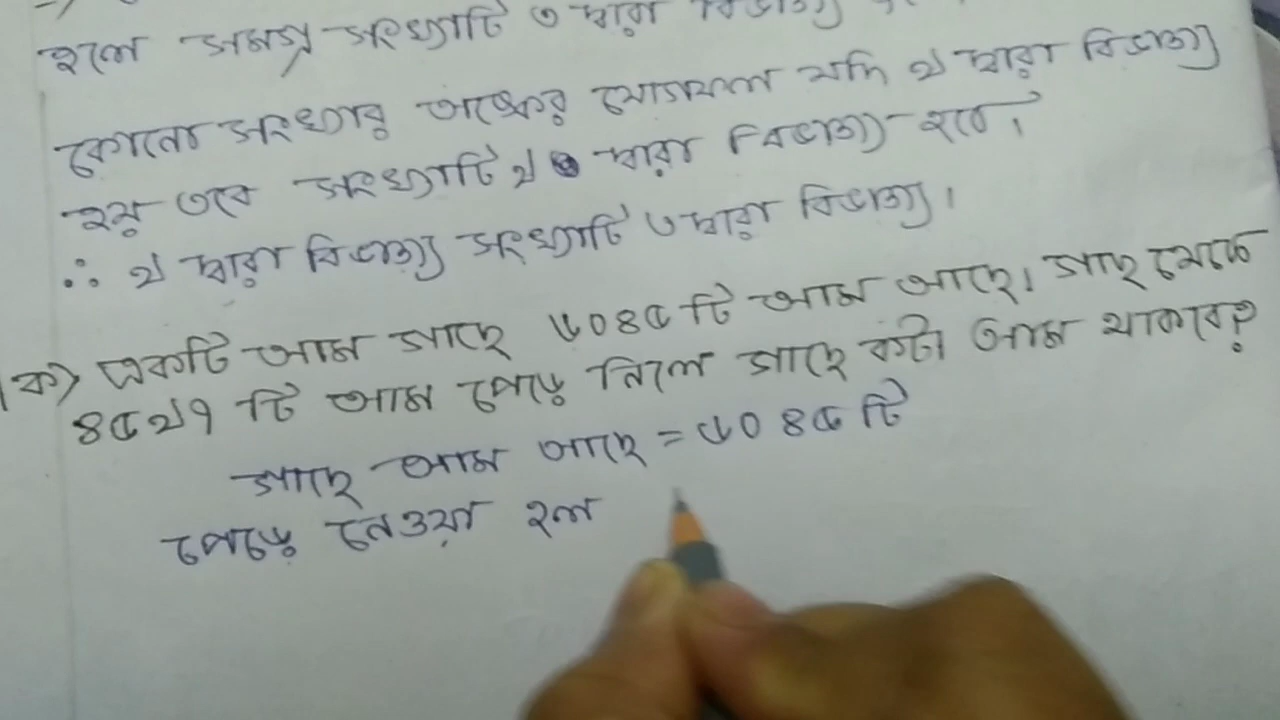 হলে সমগ্র সংখ্যাটি ৩ দ্বারা বিভাজ্য
কোনো সংখ্যার অঙ্কের যোগফল যদি ৯ দ্বারা বিভাজ্য
হয় তবে সংখ্যাটি ৯ দ্বারা বিভাজ্য হবে।
∴ ৯ দ্বারা বিভাজ্য সংখ্যাটি ৩ দ্বারা বিভাজ্য।
ক) একটি আম গাছে ৬০৪৫ টি আম আছে। গাছ থেকে
৪৫৯৭ টি আম পেড়ে নিলে গাছে কটা আম থাকবে?
গাছে আম আছে = ৬০৪৫ টি
পেড়ে নেওয়া হল